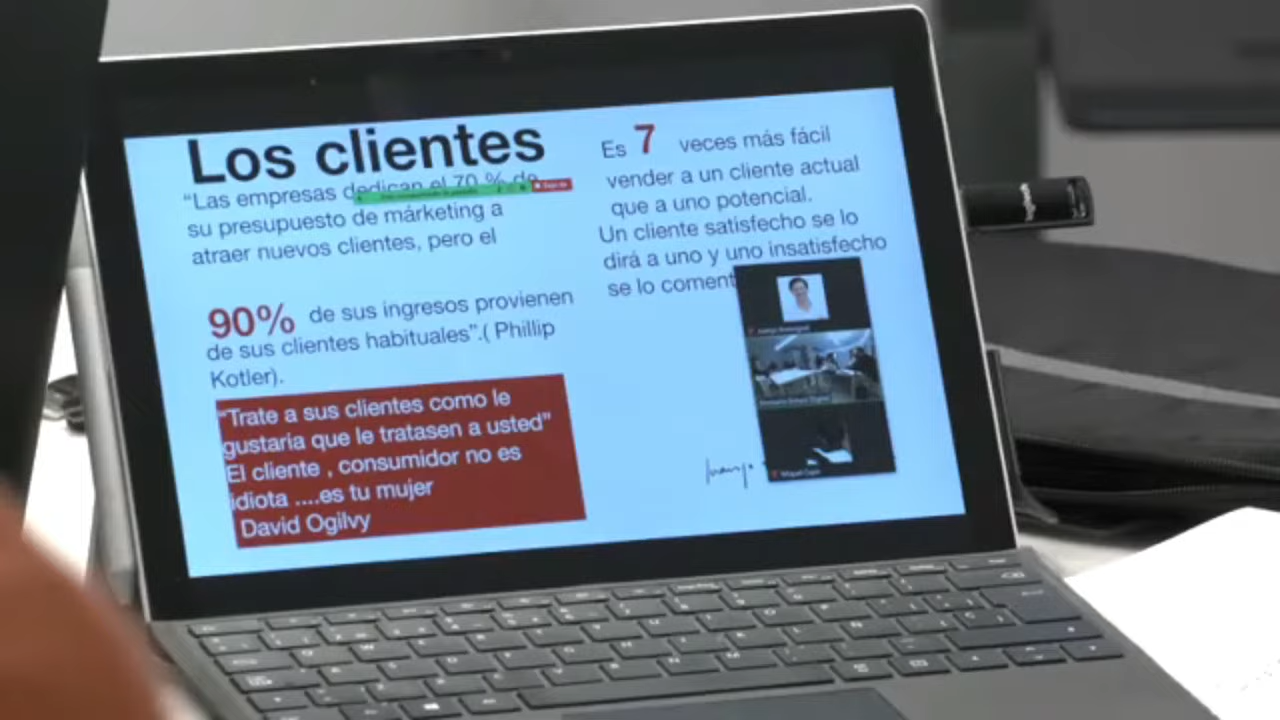 Los clientes
“Las empresas dedican el 70 % de
su presupuesto de márketing a
atraer nuevos clientes, pero el
90% de sus ingresos provienen
de sus clientes habituales”.( Phillip
Kotler).
“Trate a sus clientes como le
gustaria que le tratasen a usted”
El cliente , consumidor no es
idiota ....es tu mujer
David Ogilvy
Es 7 veces más fácil
vender a un cliente actual
que a uno potencial.
Un cliente satisfecho se lo
dirá a uno y uno insatisfecho
se lo coment